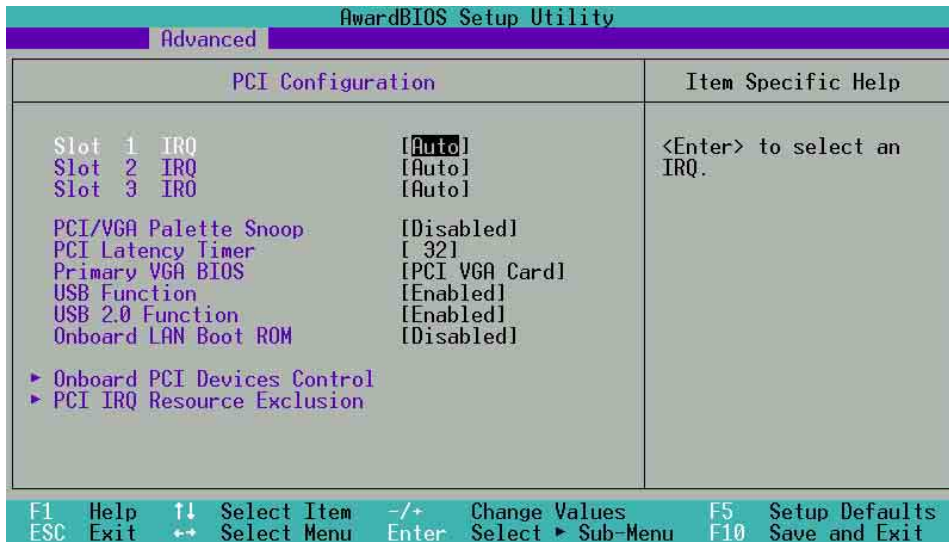 AwardBIOS Setup Utility
Advanced
PCI Configuration
Item Specific Help
Slot 1 IRQ [Auto]
Slot 2 IRQ [Auto]
Slot 3 IRQ [Auto]
PCI/VGA Palette Snoop [Disabled]
PCI Latency Timer [ 32]
Primary VGA BIOS [PCI VGA Card]
USB Function [Enabled]
USB 2.0 Function [Enabled]
Onboard LAN Boot ROM [Disabled]
► Onboard PCI Devices Control
► PCI IRQ Resource Exclusion
<Enter> to select an
IRQ.
F1 Help ↑↓ Select Item -/+ Change Values F5 Setup Defaults
ESC Exit ←→ Select Menu Enter Select ► Sub-Menu F10 Save and Exit